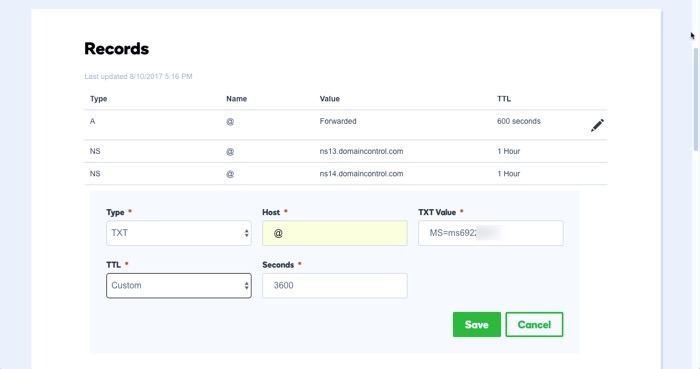 Records
Last updated 8/10/2017 5:16 PM
Type Name Value TTL
A @ Forwarded 600 seconds
NS @ ns13.domaincontrol.com 1 Hour
NS @ ns14.domaincontrol.com 1 Hour
Type * Host * TXT Value *
TXT @ MS=ms692
TTL * Seconds *
Custom 3600
Save Cancel